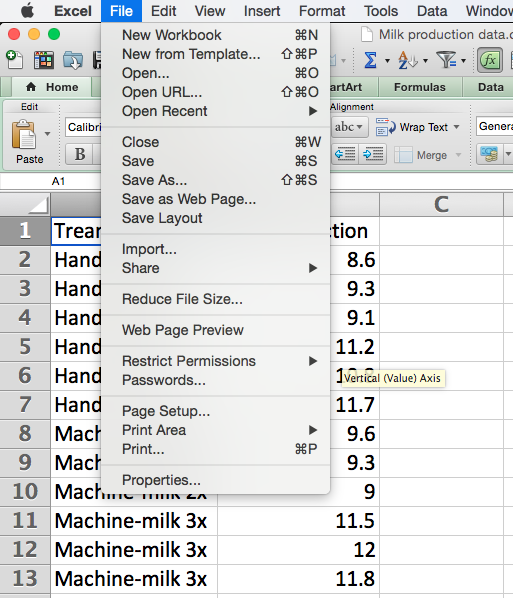 Excel File Edit View Insert Format Tools Data Window
Milk production data.c
New Workbook ⌘N
New from Template... ⇧⌘P
Open... ⌘O
Open URL... ⇧⌘O
Open Recent
Close ⌘W
Save ⌘S
Save As... ⇧⌘S
Save as Web Page...
Save Layout
Import...
Share
Reduce File Size...
Web Page Preview
Restrict Permissions
Passwords...
Page Setup...
Print Area
Print... ⌘P
Properties...
Home artArt Formulas Data
Edit Alignment
Calibri abc Wrap Text Genera
Paste B Merge
A1 fx
C
1 Trear ction
2 Hand 8.6
3 Hand 9.3
4 Hand 9.1
5 Hand 11.2
6 Hand
Vertical (Value) Axis
7 Hand 11.7
8 Mach 9.6
9 Mach 9.3
10 Machine-milk 2x 9
11 Machine-milk 3x 11.5
12 Machine-milk 3x 12
13 Machine-milk 3x 11.8